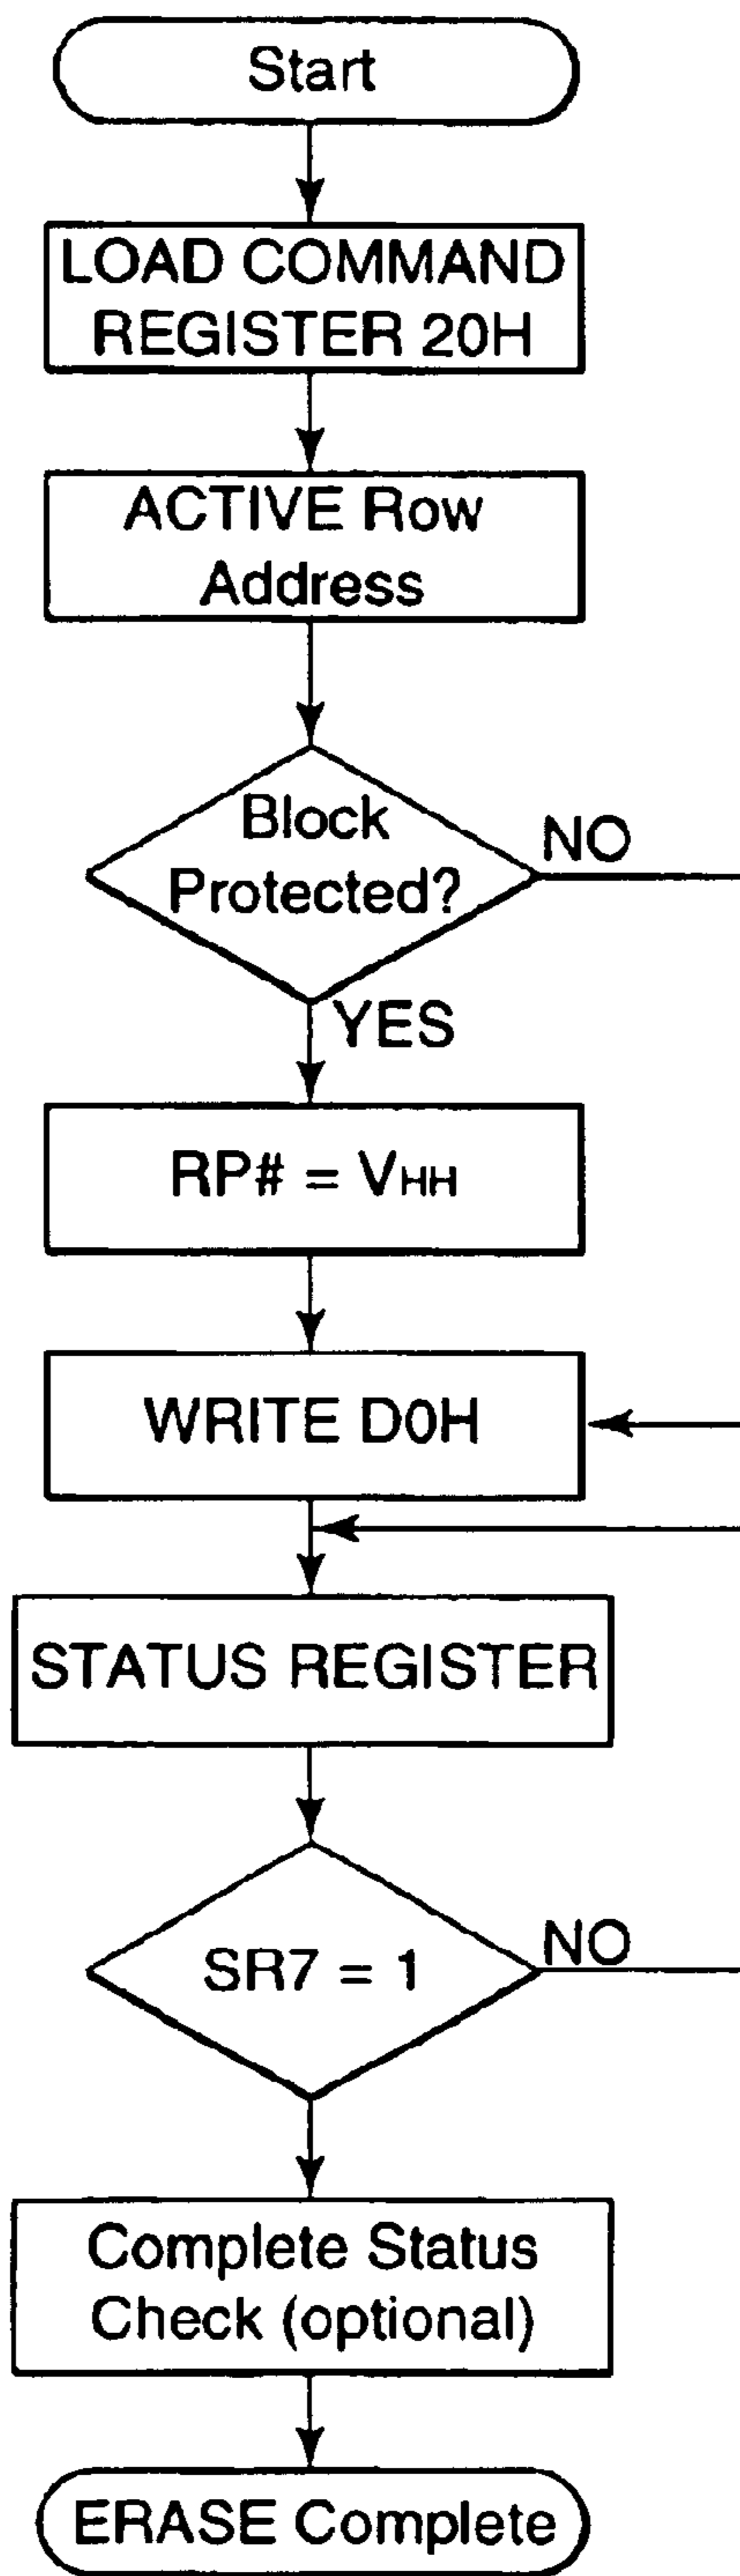 Start
LOAD COMMAND
REGISTER 20H
ACTIVE Row
Address
Block
Protected?
NO
YES
RP# = VHH
WRITE D0H
STATUS REGISTER
SR7 = 1
NO
Complete Status
Check (optional)
ERASE Complete